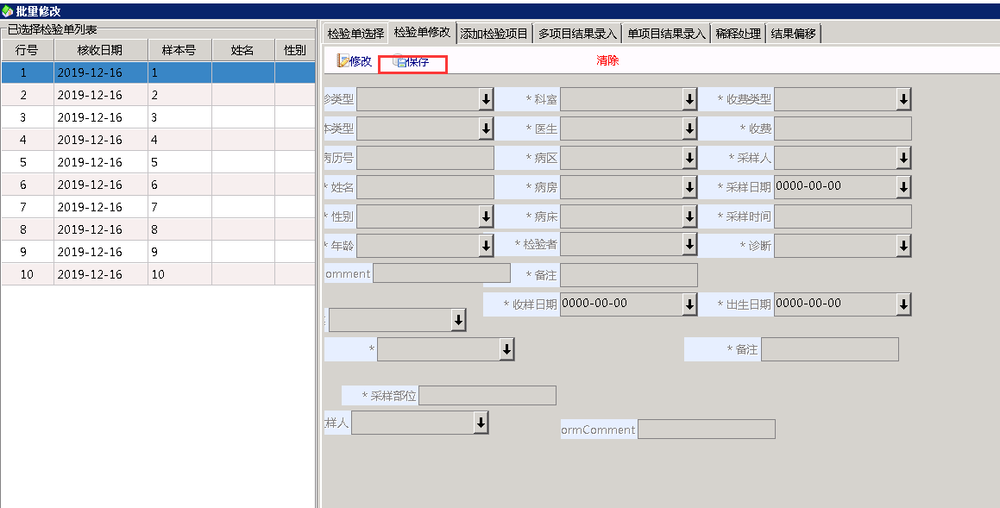 批量修改
已选择检验单列表
行号 核收日期 样本号 姓名 性别
1 2019-12-16 1
2 2019-12-16 2
3 2019-12-16 3
4 2019-12-16 4
5 2019-12-16 5
6 2019-12-16 6
7 2019-12-16 7
8 2019-12-16 8
9 2019-12-16 9
10 2019-12-16 10
检验单选择 检验单修改 添加检验项目 多项目结果录入 单项目结果录入 稀释处理 结果偏移
修改 保存 清除
诊类型 * 科室 * 收费类型
本类型 * 医生 * 收费
病历号 * 病区 * 采样人
* 姓名 * 病房 * 采样日期 0000-00-00
* 性别 * 病床 * 采样时间
* 年龄 * 检验者 * 诊断
omment * 备注
* 收样日期 0000-00-00 * 出生日期 0000-00-00
* * 备注
* 采样部位
样人
ormComment